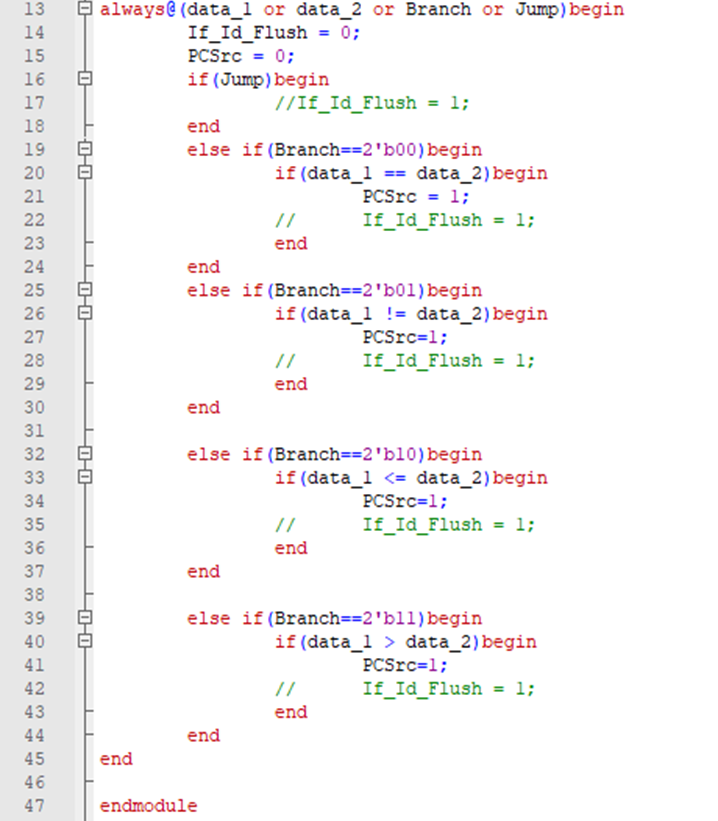 13 always@(data_1 or data_2 or Branch or Jump)begin
14 If_Id_Flush = 0;
15 PCSrc = 0;
16 if(Jump)begin
17 //If_Id_Flush = 1;
18 end
19 else if(Branch==2'b00)begin
20 if(data_1 == data_2)begin
21 PCSrc = 1;
22 // If_Id_Flush = 1;
23 end
24 end
25 else if(Branch==2'b01)begin
26 if(data_1 != data_2)begin
27 PCSrc=1;
28 // If_Id_Flush = 1;
29 end
30 end
31
32 else if(Branch==2'b10)begin
33 if(data_1 <= data_2)begin
34 PCSrc=1;
35 // If_Id_Flush = 1;
36 end
37 end
38
39 else if(Branch==2'b11)begin
40 if(data_1 > data_2)begin
41 PCSrc=1;
42 // If_Id_Flush = 1;
43 end
44 end
45 end
46
47 endmodule